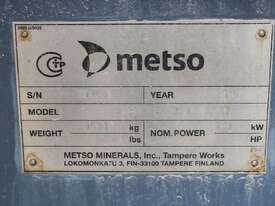 metso
S/N YEAR
MODEL
WEIGHT kg NOM. POWER kW
lbs HP
METSO MINERALS, Inc., Tampere Works
LOKOMONKATU 3, FIN-33100 TAMPERE FINLAND